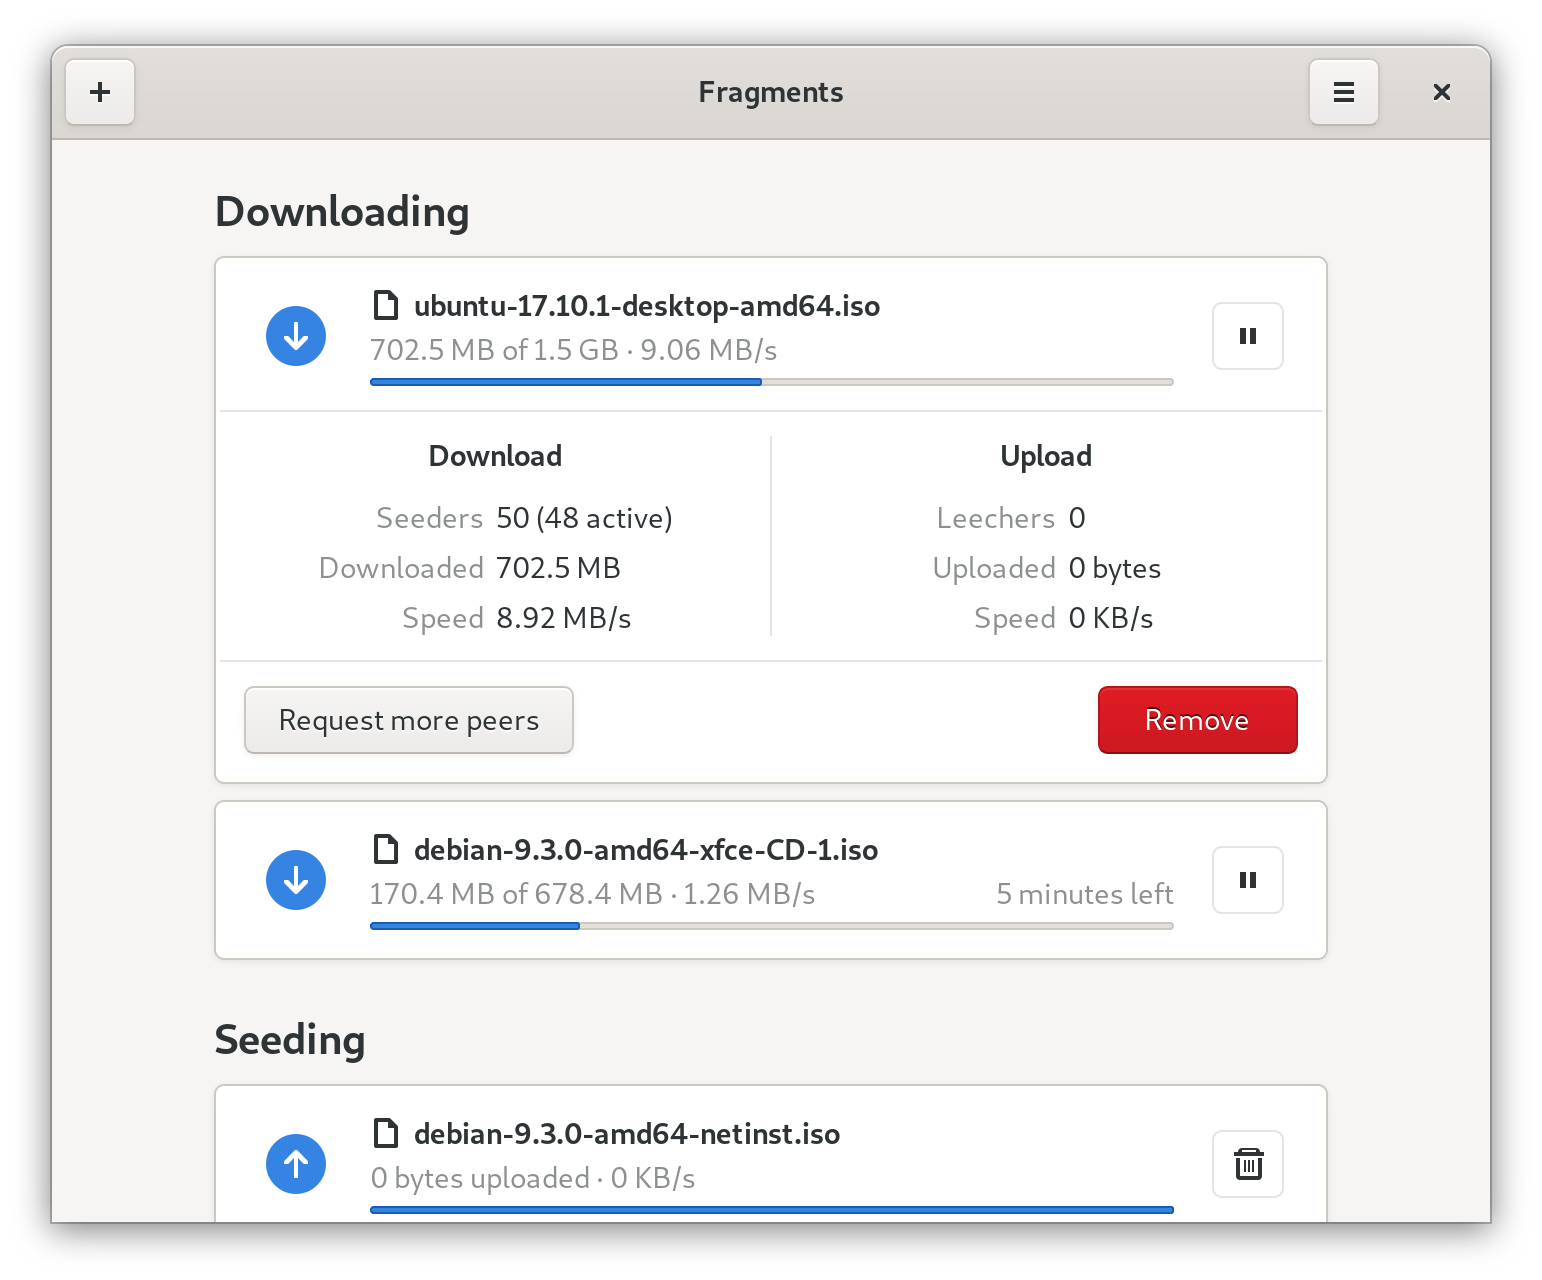 Fragments
Downloading
ubuntu-17.10.1-desktop-amd64.iso
702.5 MB of 1.5 GB · 9.06 MB/s
Download
Upload
Seeders 50 (48 active)
Leechers 0
Downloaded 702.5 MB
Uploaded 0 bytes
Speed 8.92 MB/s
Speed 0 KB/s
Request more peers
Remove
debian-9.3.0-amd64-xfce-CD-1.iso
170.4 MB of 678.4 MB · 1.26 MB/s
5 minutes left
Seeding
debian-9.3.0-amd64-netinst.iso
0 bytes uploaded · 0 KB/s